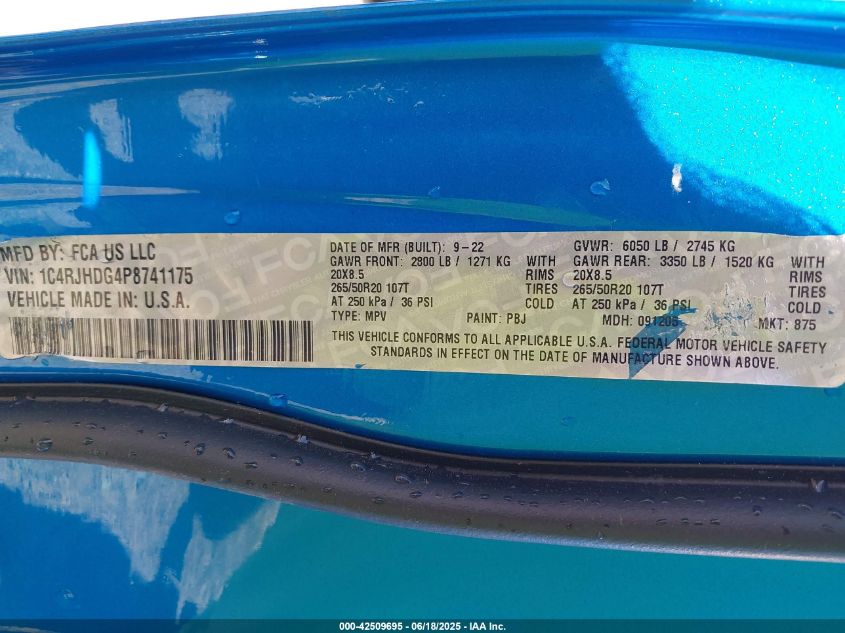 MFD BY: FCA US LLC
VIN: 1C4RJHDG4P8741175
VEHICLE MADE IN: U.S.A.
DATE OF MFR (BUILT): 9-22
GAWR FRONT: 2800 LB / 1271 KG WITH
20X8.5 RIMS
265/50R20 107T TIRES
AT 250 kPa / 36 PSI COLD
TYPE: MPV PAINT: PBJ
GVWR: 6050 LB / 2745 KG
GAWR REAR: 3350 LB / 1520 KG WITH
20X8.5 RIMS
265/50R20 107T TIRES
AT 250 kPa / 36 PSI COLD
MDH: 091205 MKT: 875
THIS VEHICLE CONFORMS TO ALL APPLICABLE U.S.A. FEDERAL MOTOR VEHICLE SAFETY
STANDARDS IN EFFECT ON THE DATE OF MANUFACTURE SHOWN ABOVE.
000-42509695 - 06/18/2025 - IAA Inc.